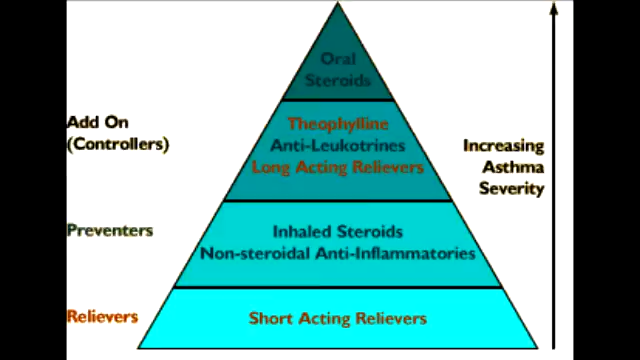 Oral
Steroids
Add On
(Controllers)
Theophylline
Anti-Leukotrines
Long Acting Relievers
Increasing
Asthma
Severity
Preventers
Inhaled Steroids
Non-steroidal Anti-Inflammatories
Relievers
Short Acting Relievers